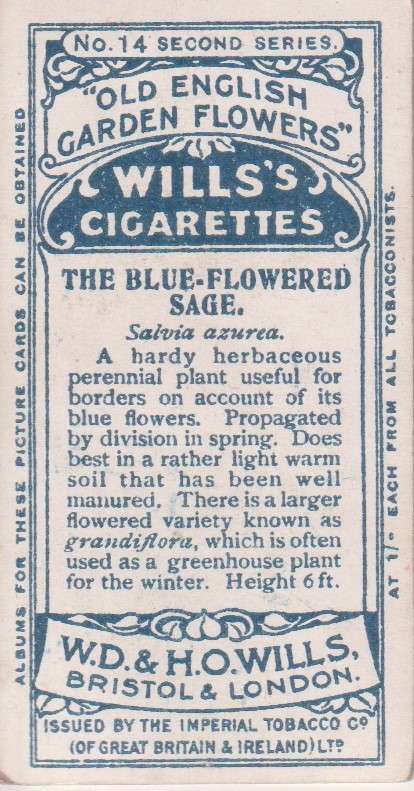 No. 14 SECOND SERIES.
"OLD ENGLISH
GARDEN FLOWERS"
WILLS'S
CIGARETTES
THE BLUE-FLOWERED
SAGE.
Salvia azurea.
A hardy herbaceous
perennial plant useful for
borders on account of its
blue flowers. Propagated
by division in spring. Does
best in a rather light warm
soil that has been well
manured. There is a larger
flowered variety known as
grandiflora, which is often
used as a greenhouse plant
for the winter. Height 6 ft.
W.D. & H.O. WILLS,
BRISTOL & LONDON.
ISSUED BY THE IMPERIAL TOBACCO Cº
(OF GREAT BRITAIN & IRELAND) LTD
ALBUMS FOR THESE PICTURE CARDS CAN BE OBTAINED
AT 1/- EACH FROM ALL TOBACCONISTS.